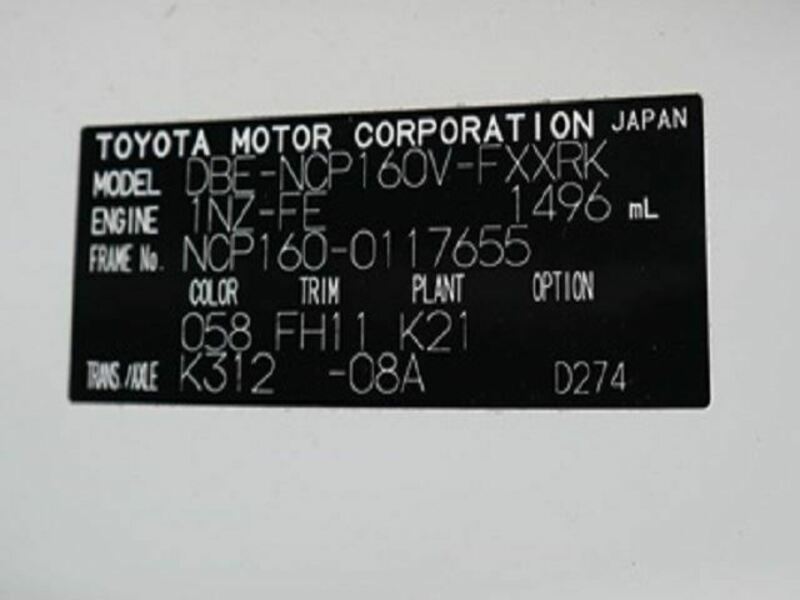 TOYOTA MOTOR CORPORATION JAPAN
MODEL DBE-NCP160V-FXXRK
ENGINE 1NZ-FE 1496 mL
FRAME No. NCP160-0117655
COLOR TRIM PLANT OPTION
058 FH11 K21
TRANS./AXLE K312 -08A D274